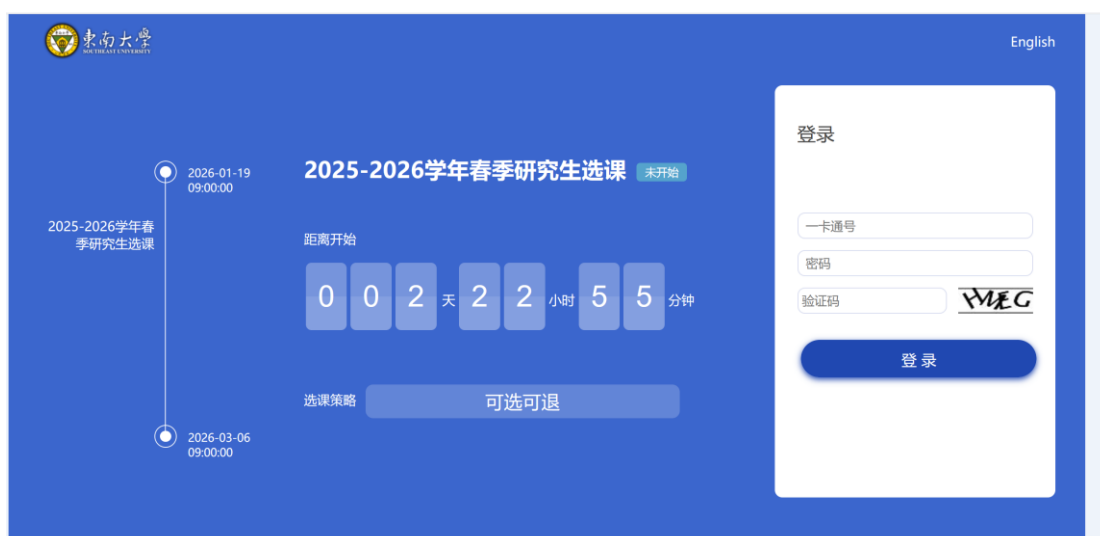 東南大學
SOUTHEAST UNIVERSITY
English
2026-01-19
09:00:00
2025-2026学年春
季研究生选课
2026-03-06
09:00:00
2025-2026学年春季研究生选课 未开始
距离开始
0 0 2 天 2 2 小时 5 5 分钟
选课策略 可选可退
登录
一卡通号
密码
验证码
登 录